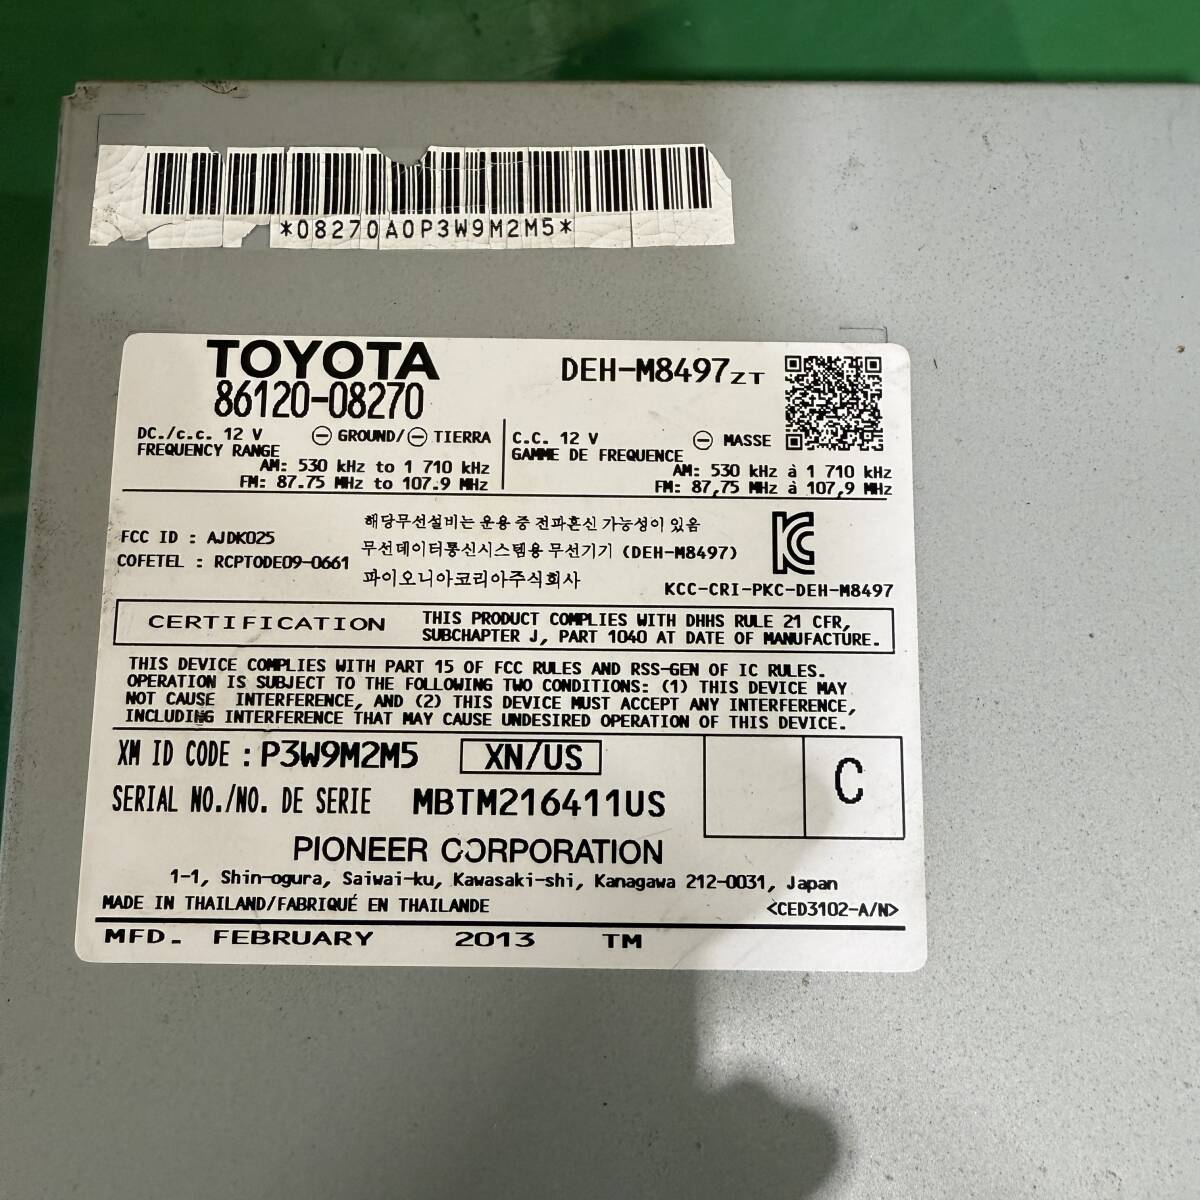 *08270A0P3W9M2M5*
TOYOTA
86120-08270
DEH-M8497ZT
DC./c.c. 12 V ⊖ GROUND/⊖ TIERRA
FREQUENCY RANGE
AM: 530 kHz to 1 710 kHz
FM: 87.75 MHz to 107.9 MHz
C.C. 12 V ⊖ MASSE
GAMME DE FREQUENCE
AM: 530 kHz à 1 710 kHz
FM: 87,75 MHz à 107,9 MHz
FCC ID : AJDK025
COFETEL : RCPTODE09-0661
해당무선설비는 운용 중 전파혼신 가능성이 있음
무선데이터통신시스템용 무선기기 (DEH-M8497)
파이오니아코리아주식회사
KCC-CRI-PKC-DEH-M8497
CERTIFICATION
THIS PRODUCT COMPLIES WITH DHHS RULE 21 CFR,
SUBCHAPTER J, PART 1040 AT DATE OF MANUFACTURE.
THIS DEVICE COMPLIES WITH PART 15 OF FCC RULES AND RSS-GEN OF IC RULES.
OPERATION IS SUBJECT TO THE FOLLOWING TWO CONDITIONS: (1) THIS DEVICE MAY
NOT CAUSE INTERFERENCE, AND (2) THIS DEVICE MUST ACCEPT ANY INTERFERENCE,
INCLUDING INTERFERENCE THAT MAY CAUSE UNDESIRED OPERATION OF THIS DEVICE.
XM ID CODE : P3W9M2M5 XN/US
C
SERIAL NO./NO. DE SERIE MBTM216411US
PIONEER CORPORATION
1-1, Shin-ogura, Saiwai-ku, Kawasaki-shi, Kanagawa 212-0031, Japan
MADE IN THAILAND/FABRIQUÉ EN THAILANDE <CED3102-A/N>
MFD. FEBRUARY 2013 TM